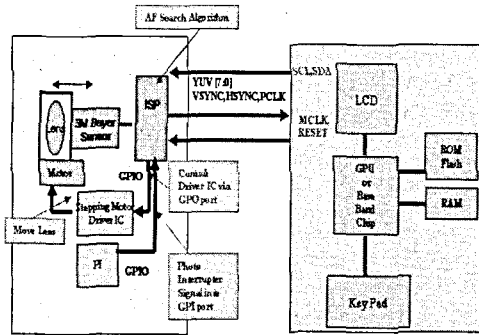 AF Search Algorithm
ISP
YUV [7:0]
VSYNC,HSYNC,PCLK
SCL,SDA
MCLK
RESET
LCD
Lens
3M Bayer
Sensor
Motor
GPIO
Control
Driver IC via
GPO port
Stepping Motor
Driver IC
Move Lens
PI
GPIO
Photo
Interrupter
Signal into
GPI port
CPU
or
Base
Band
Chip
ROM
Flash
RAM
Key Pad